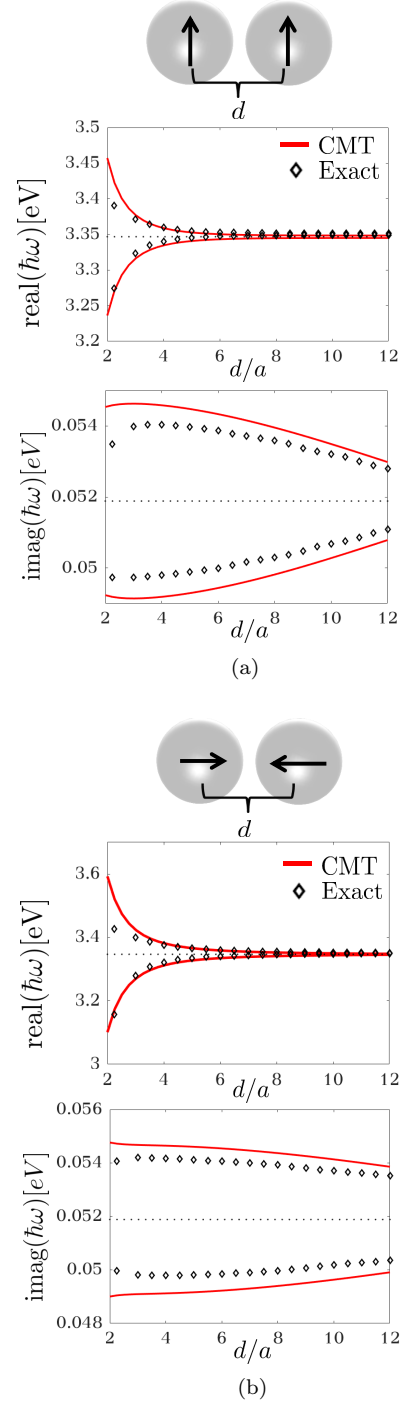 d
3.5
3.45
3.4
3.35
3.3
3.25
3.2
real(ħω)[eV]
CMT
Exact
2 4 6 8 10 12
d/a
0.054
0.052
0.05
imag(ħω)[eV]
2 4 6 8 10 12
d/a
(a)
d
3.6
3.4
3.2
3
real(ħω)[eV]
CMT
Exact
2 4 6 8 10 12
d/a
0.056
0.054
0.052
0.05
0.048
imag(ħω)[eV]
2 4 6 8 10 12
d/a
(b)